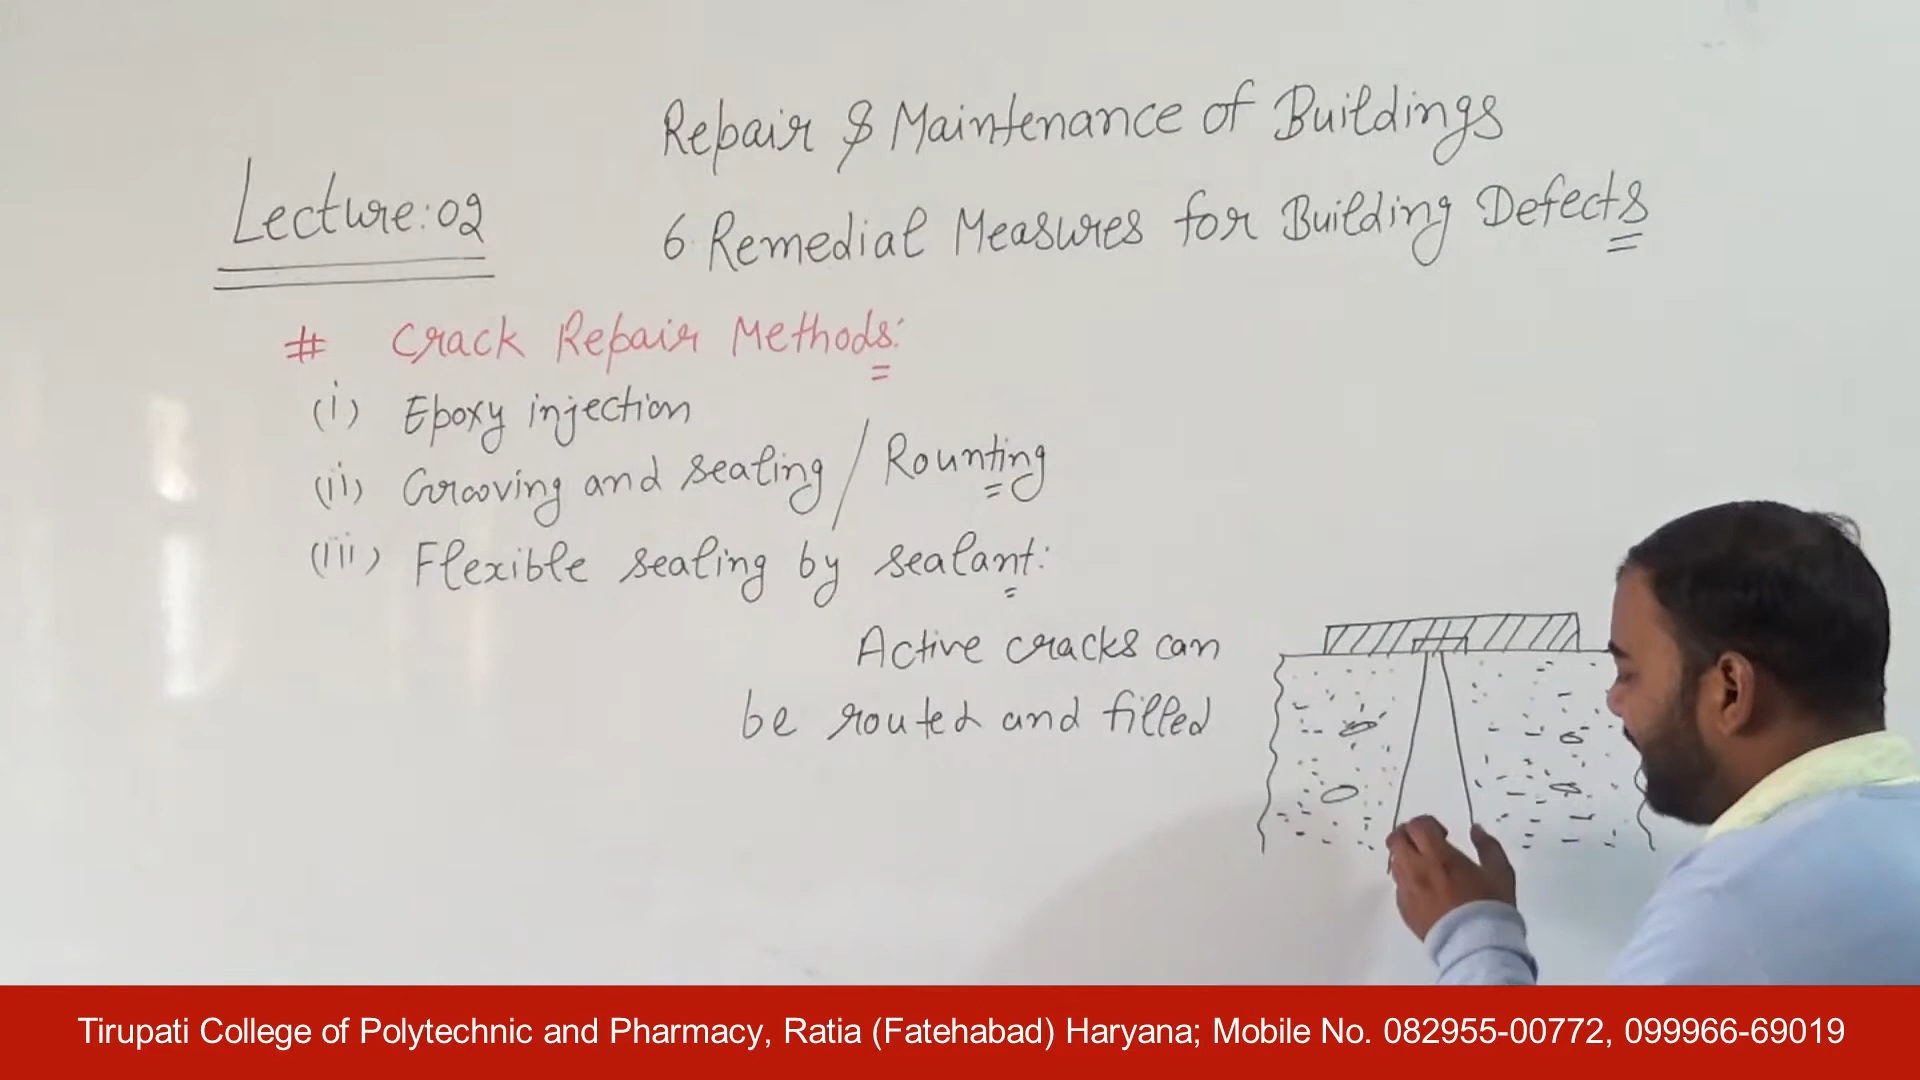 Repair & Maintenance of Buildings
Lecture:02
6. Remedial Measures for Building Defects
# Crack Repair Methods:
(i) Epoxy injection
(ii) Grooving and sealing / Rounting
(iii) Flexible sealing by sealant:
Active cracks can
be routed and filled
Tirupati College of Polytechnic and Pharmacy, Ratia (Fatehabad) Haryana; Mobile No. 082955-00772, 099966-69019